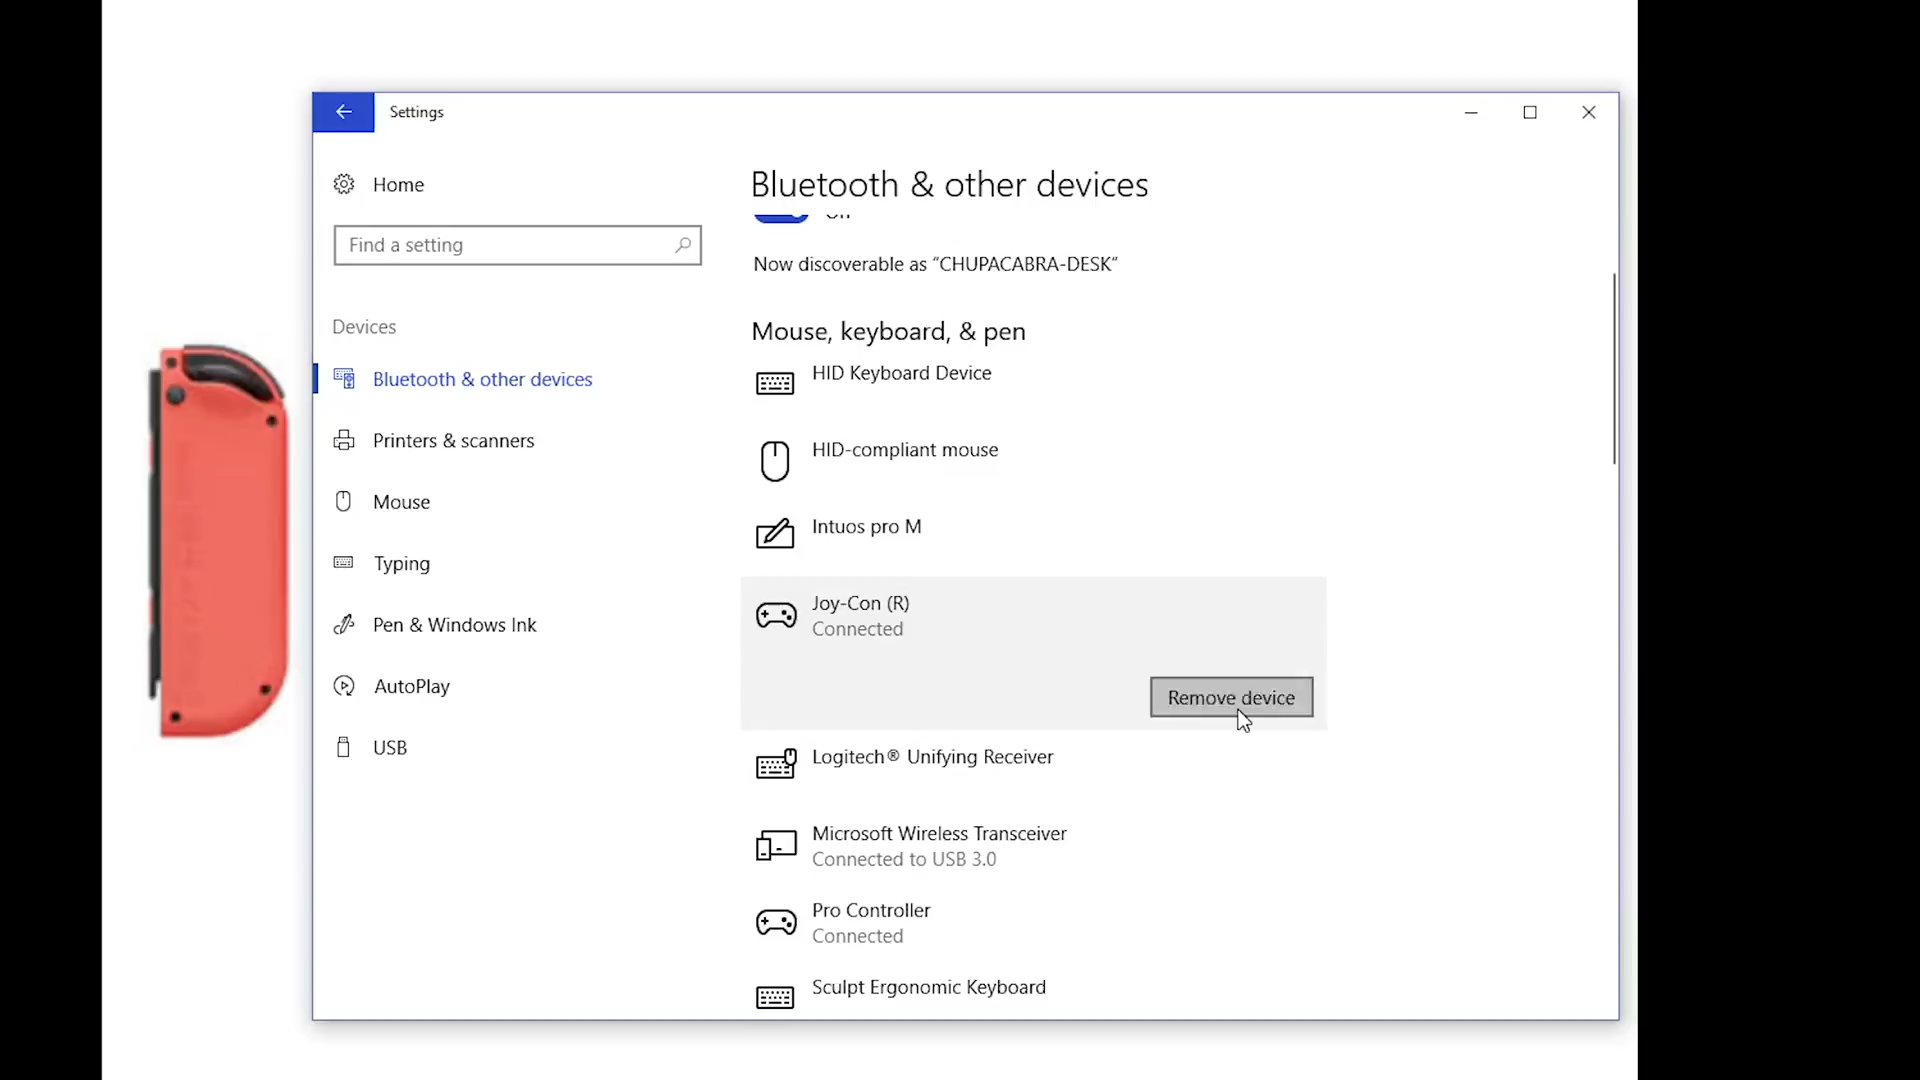 Settings
Home
Find a setting
Devices
Bluetooth & other devices
Printers & scanners
Mouse
Typing
Pen & Windows Ink
AutoPlay
USB
Bluetooth & other devices
Now discoverable as “CHUPACABRA-DESK”
Mouse, keyboard, & pen
HID Keyboard Device
HID-compliant mouse
Intuos pro M
Joy-Con (R)
Connected
Remove device
Logitech® Unifying Receiver
Microsoft Wireless Transceiver
Connected to USB 3.0
Pro Controller
Connected
Sculpt Ergonomic Keyboard